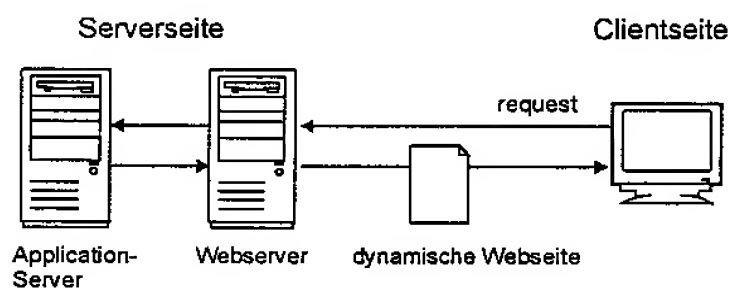 Serverseite
Clientseite
request
Application-
Server
Webserver
dynamische Webseite